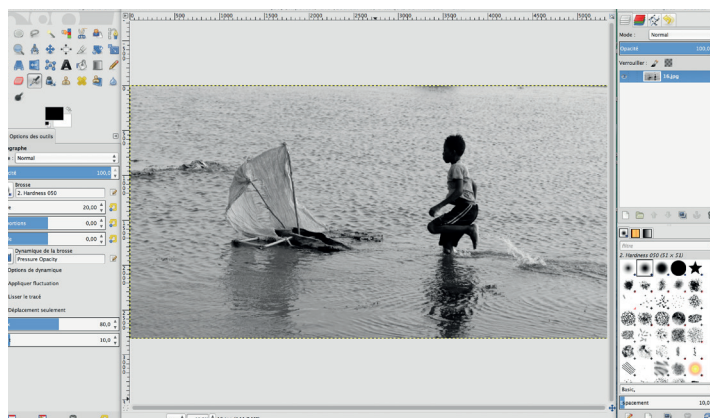 500 1000 1500 2000 2500 3000 3500 4000 4500 5000
Mode : Normal
Opacité 100,0
Verrouiller :
16.jpg
Options des outils
ographe
Normal
100,0
Brosse
2. Hardness 050
20,00
0,00
0,00
Dynamique de la brosse
Pressure Opacity
Options de dynamique
Appliquer fluctuation
Lisser le tracé
Déplacement seulement
80,0
10,0
filtre
2. Hardness 050 (51 × 51)
Basic,
Espacement 10,0